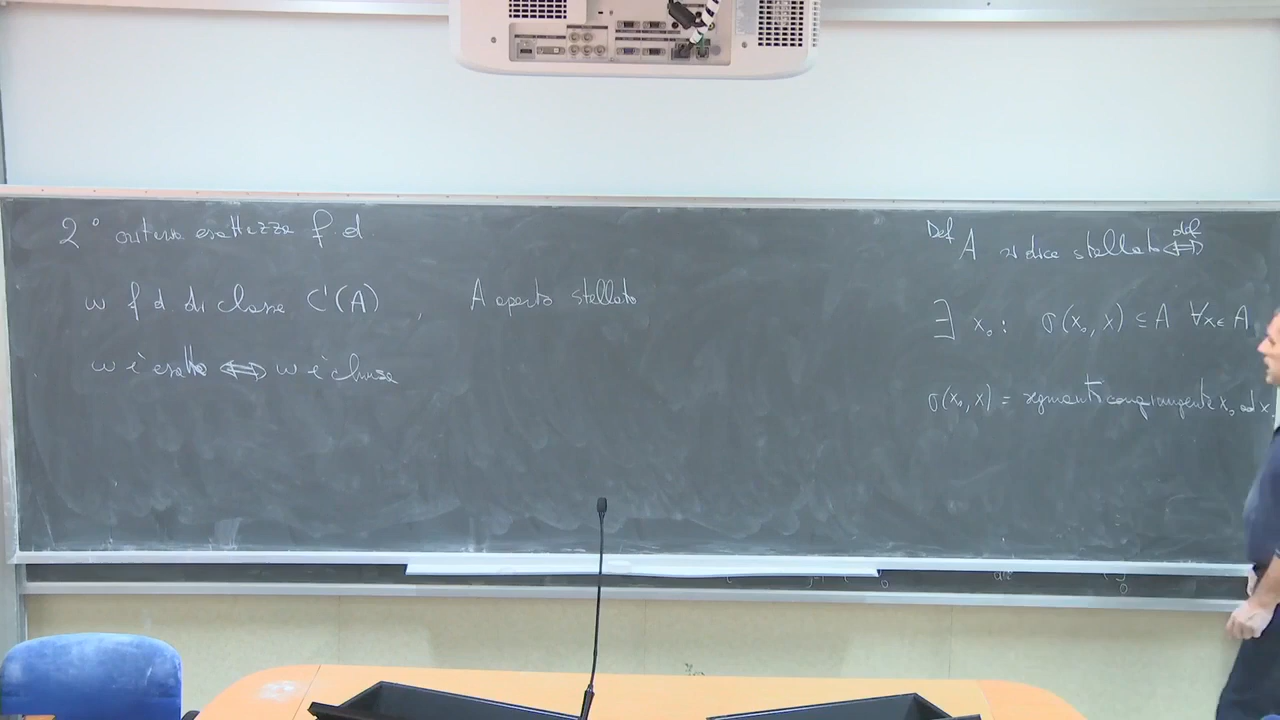 2° criterio esattezza f.d.
ω f d di classe C¹(A) , A aperto stellato
ω è esatta ⟺ ω è chiusa
Def A si dice stellato ⟺ def
∃ x₀ : σ(x₀, x) ⊆ A ∀x ∈ A
σ(x₀, x) = segmento congiungente x₀ ad x